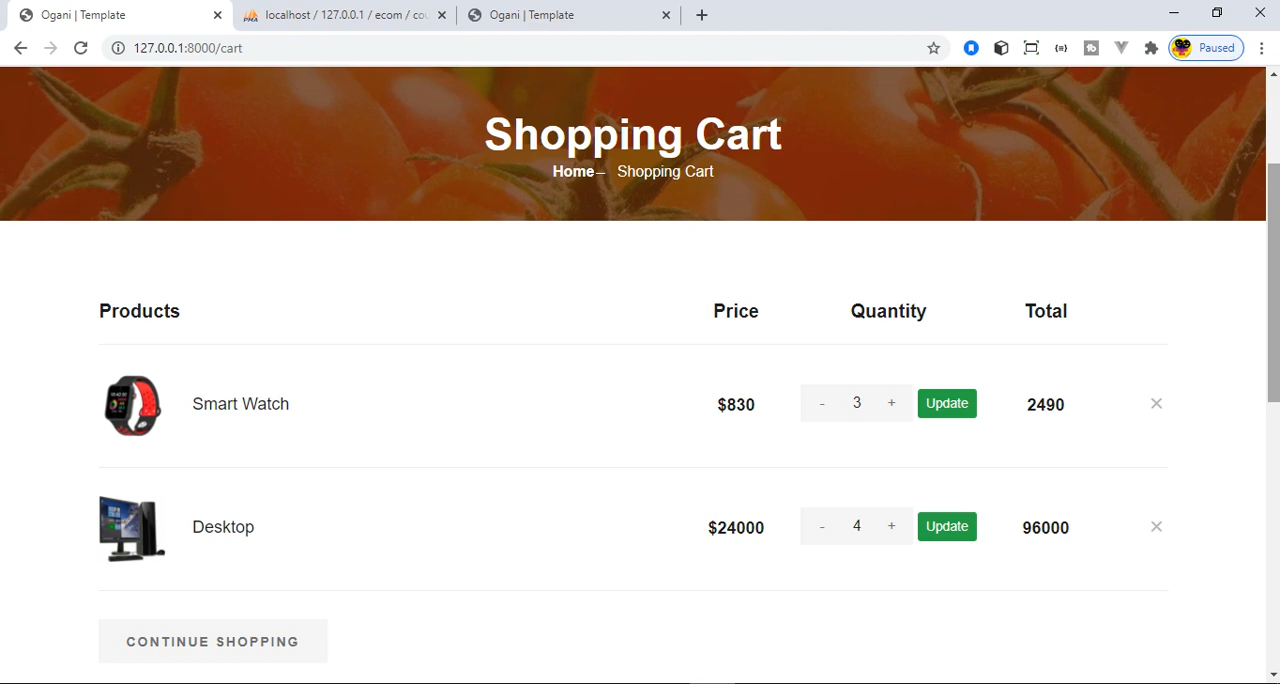 Ogani | Template
localhost / 127.0.0.1 / ecom / cou
Ogani | Template
127.0.0.1:8000/cart
Paused
Shopping Cart
Home – Shopping Cart
Products Price Quantity Total
Smart Watch $830 - 3 + Update 2490
Desktop $24000 - 4 + Update 96000
CONTINUE SHOPPING